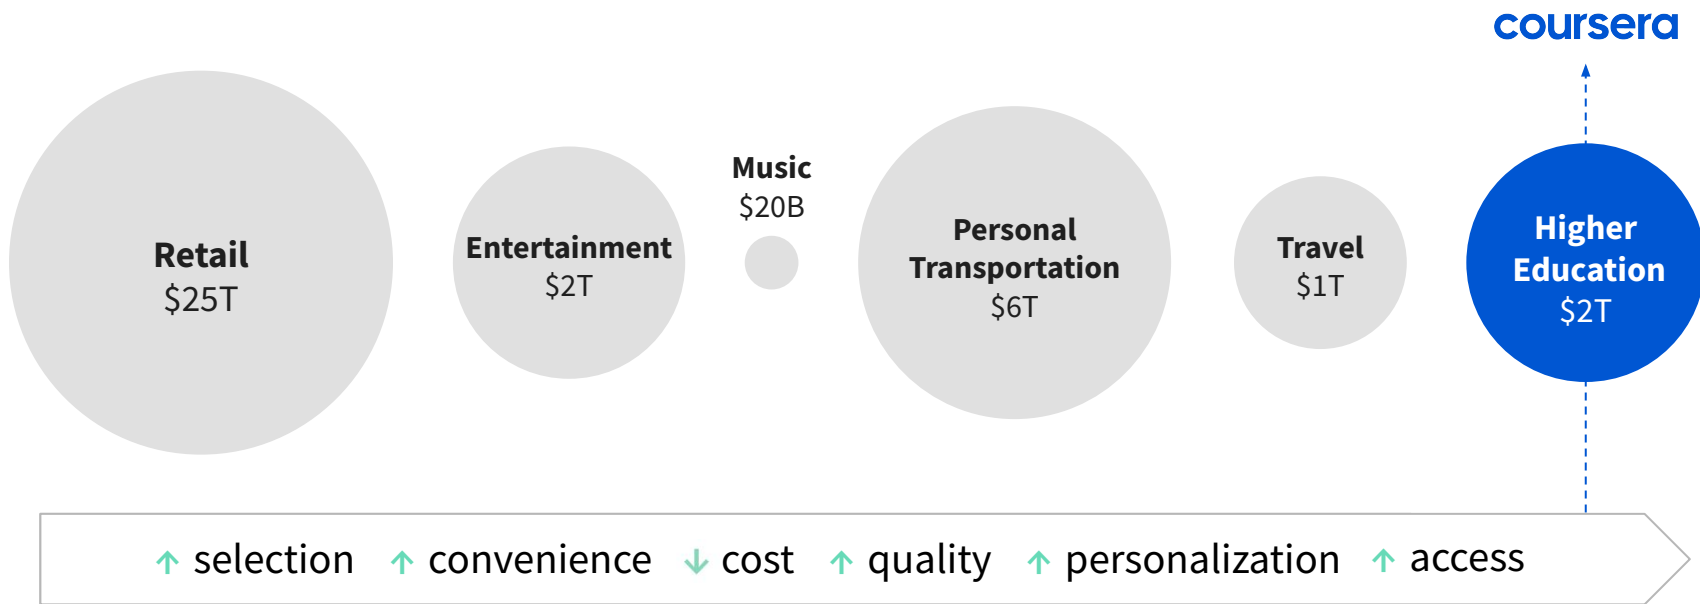 coursera
Retail
$25T
Entertainment
$2T
Music
$20B
Personal
Transportation
$6T
Travel
$1T
Higher
Education
$2T
↑ selection ↑ convenience ↓ cost ↑ quality ↑ personalization ↑ access